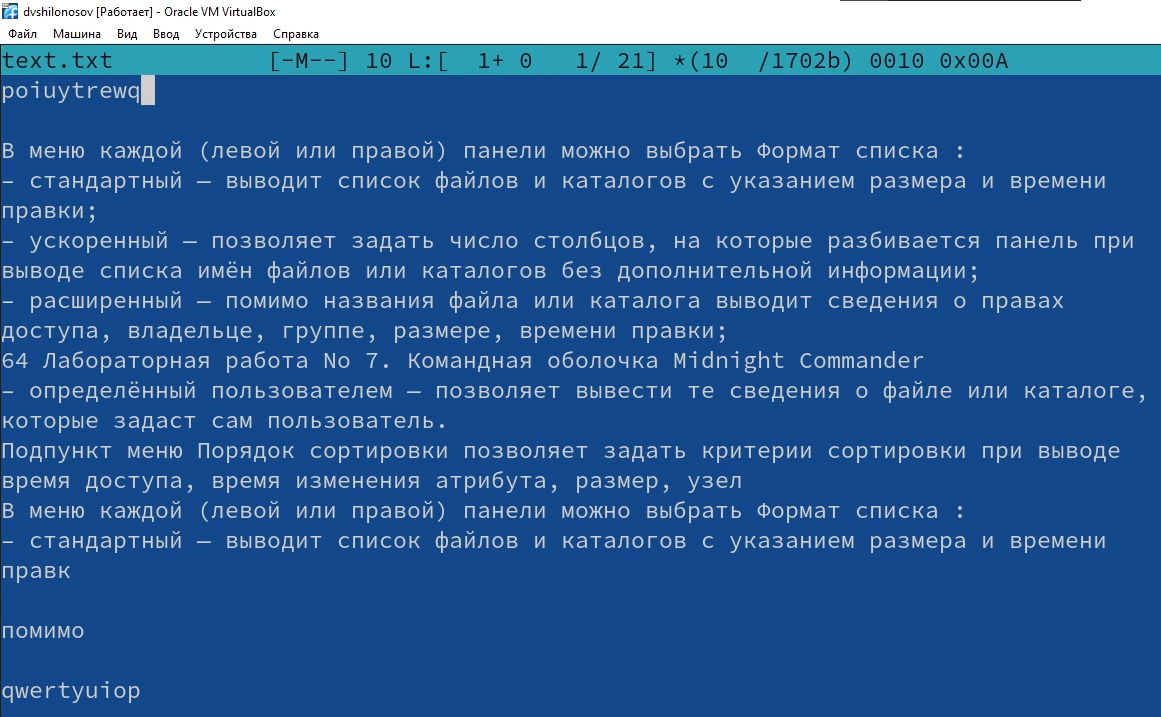 dvshilonosov [Работает] - Oracle VM VirtualBox
Файл Машина Вид Ввод Устройства Справка
text.txt [-M--] 10 L:[ 1+ 0 1/ 21] *(10 /1702b) 0010 0x00A
poiuytrewq
В меню каждой (левой или правой) панели можно выбрать Формат списка :
– стандартный — выводит список файлов и каталогов с указанием размера и времени
правки;
– ускоренный — позволяет задать число столбцов, на которые разбивается панель при
выводе списка имён файлов или каталогов без дополнительной информации;
– расширенный — помимо названия файла или каталога выводит сведения о правах
доступа, владельце, группе, размере, времени правки;
64 Лабораторная работа No 7. Командная оболочка Midnight Commander
– определённый пользователем — позволяет вывести те сведения о файле или каталоге,
которые задаст сам пользователь.
Подпункт меню Порядок сортировки позволяет задать критерии сортировки при выводе
время доступа, время изменения атрибута, размер, узел
В меню каждой (левой или правой) панели можно выбрать Формат списка :
– стандартный — выводит список файлов и каталогов с указанием размера и времени
правк
помимо
qwertyuiop